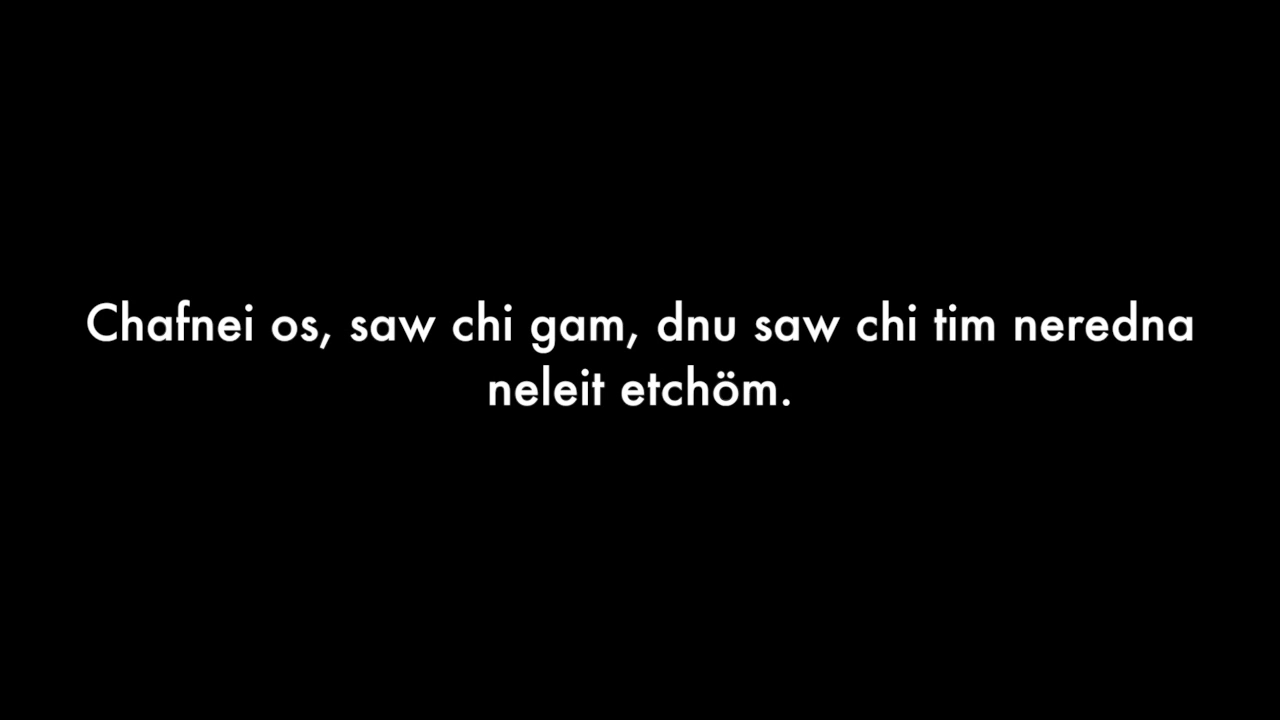 Chafnei os, saw chi gam, dnu saw chi tim neredna
neleit etchöm.